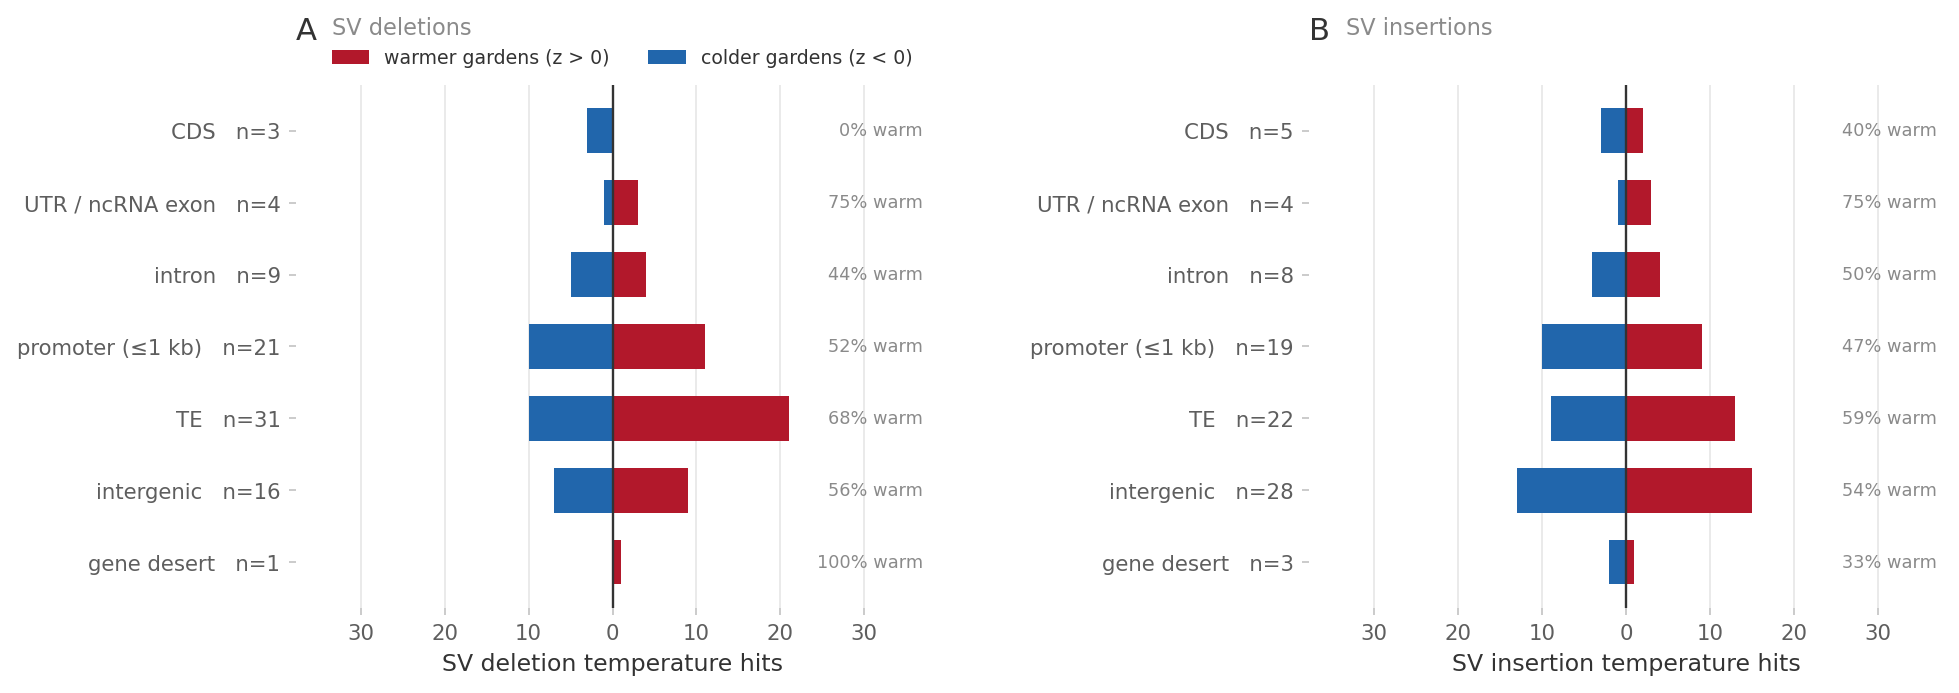 A SV deletions
warmer gardens (z > 0) colder gardens (z < 0)
CDS n=3 0% warm
UTR / ncRNA exon n=4 75% warm
intron n=9 44% warm
promoter (≤1 kb) n=21 52% warm
TE n=31 68% warm
intergenic n=16 56% warm
gene desert n=1 100% warm
30 20 10 0 10 20 30
SV deletion temperature hits
B SV insertions
CDS n=5 40% warm
UTR / ncRNA exon n=4 75% warm
intron n=8 50% warm
promoter (≤1 kb) n=19 47% warm
TE n=22 59% warm
intergenic n=28 54% warm
gene desert n=3 33% warm
30 20 10 0 10 20 30
SV insertion temperature hits